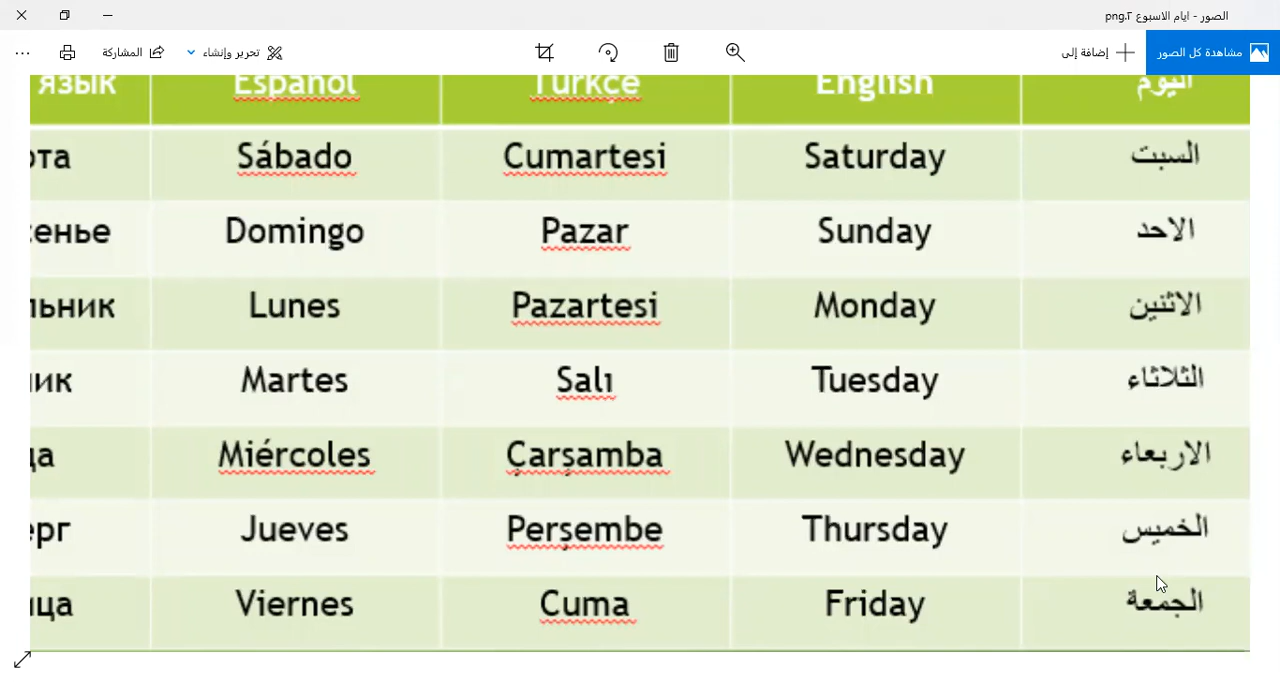 الصور - ايام الاسبوع ٢.png
مشاهدة كل الصور إضافة إلى تحرير وإنشاء المشاركة
اليوم English Türkçe Español язык
السبت Saturday Cumartesi Sábado
الاحد Sunday Pazar Domingo
الاثنين Monday Pazartesi Lunes
الثلاثاء Tuesday Salı Martes
الاربعاء Wednesday Çarşamba Miércoles
الخميس Thursday Perşembe Jueves
الجمعة Friday Cuma Viernes